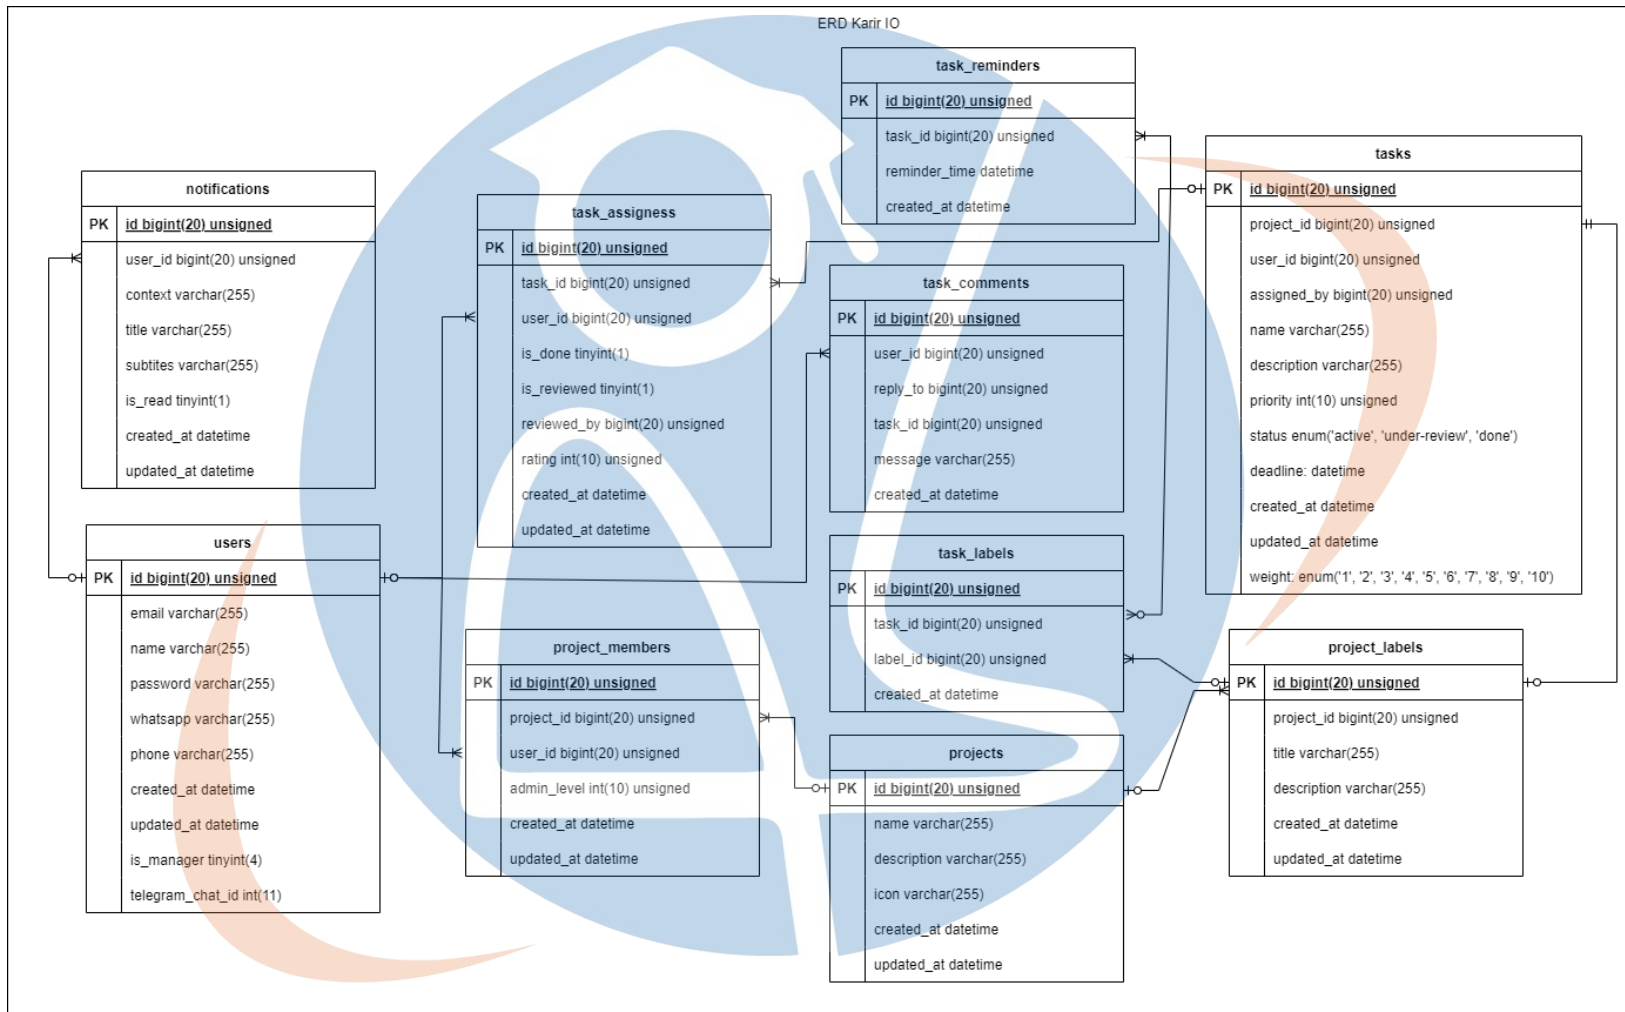 ERD Karir IO
task_reminders
PK id bigint(20) unsigned
task_id bigint(20) unsigned
reminder_time datetime
created_at datetime
tasks
PK id bigint(20) unsigned
project_id bigint(20) unsigned
user_id bigint(20) unsigned
assigned_by bigint(20) unsigned
name varchar(255)
description varchar(255)
priority int(10) unsigned
status enum('active', 'under-review', 'done')
deadline: datetime
created_at datetime
updated_at datetime
weight: enum('1', '2', '3', '4', '5', '6', '7', '8', '9', '10')
notifications
PK id bigint(20) unsigned
user_id bigint(20) unsigned
context varchar(255)
title varchar(255)
subtites varchar(255)
is_read tinyint(1)
created_at datetime
updated_at datetime
task_assigness
PK id bigint(20) unsigned
task_id bigint(20) unsigned
user_id bigint(20) unsigned
is_done tinyint(1)
is_reviewed tinyint(1)
reviewed_by bigint(20) unsigned
rating int(10) unsigned
created_at datetime
updated_at datetime
task_comments
PK id bigint(20) unsigned
user_id bigint(20) unsigned
reply_to bigint(20) unsigned
task_id bigint(20) unsigned
message varchar(255)
created_at datetime
users
PK id bigint(20) unsigned
email varchar(255)
name varchar(255)
password varchar(255)
whatsapp varchar(255)
phone varchar(255)
created_at datetime
updated_at datetime
is_manager tinyint(4)
telegram_chat_id int(11)
task_labels
PK id bigint(20) unsigned
task_id bigint(20) unsigned
label_id bigint(20) unsigned
created_at datetime
project_members
PK id bigint(20) unsigned
project_id bigint(20) unsigned
user_id bigint(20) unsigned
admin_level int(10) unsigned
created_at datetime
updated_at datetime
project_labels
PK id bigint(20) unsigned
project_id bigint(20) unsigned
title varchar(255)
description varchar(255)
created_at datetime
updated_at datetime
projects
PK id bigint(20) unsigned
name varchar(255)
description varchar(255)
icon varchar(255)
created_at datetime
updated_at datetime